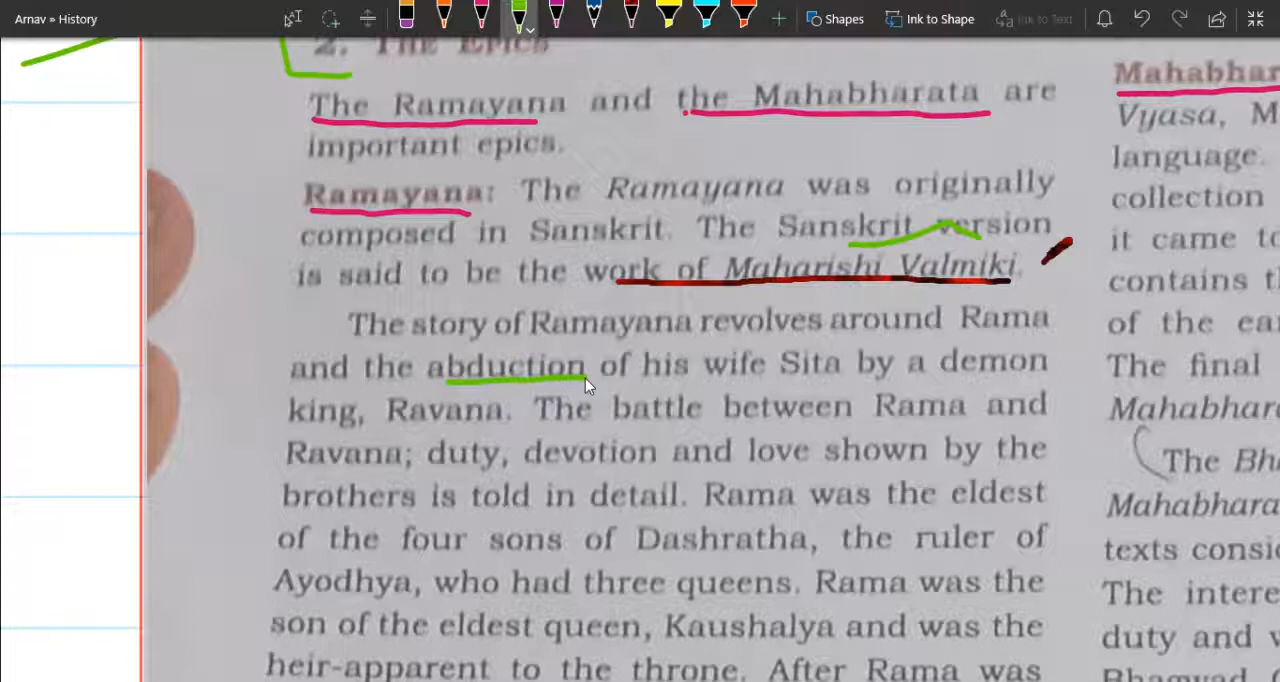 Arnav » History
Shapes
Ink to Shape
Ink to Text
2. THE EPICS
The Ramayana and the Mahabharata are
important epics.
Ramayana: The Ramayana was originally
composed in Sanskrit. The Sanskrit version
is said to be the work of Maharishi Valmiki.
The story of Ramayana revolves around Rama
and the abduction of his wife Sita by a demon
king, Ravana. The battle between Rama and
Ravana; duty, devotion and love shown by the
brothers is told in detail. Rama was the eldest
of the four sons of Dashratha, the ruler of
Ayodhya, who had three queens. Rama was the
son of the eldest queen, Kaushalya and was the
heir-apparent to the throne. After Rama was
Mahabhar
Vyasa, M
language.
collection
it came to
contains th
of the ea
The final
Mahabhar
The Bh
Mahabhara
texts consid
The intere
duty and v